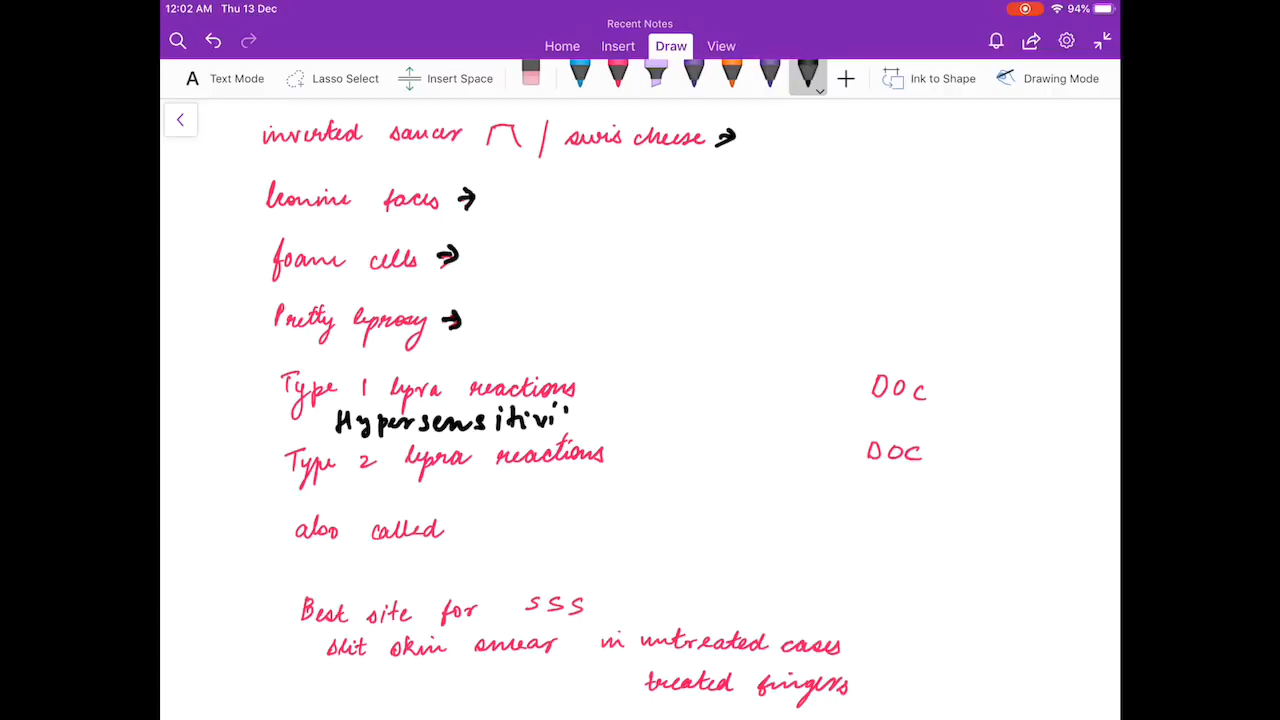 12:02 AM Thu 13 Dec
94%
Recent Notes
Home Insert Draw View
A Text Mode Lasso Select Insert Space Ink to Shape Drawing Mode
inverted saucer / swis cheese →
leonine faces →
foam cells →
Pretty leprosy →
Type 1 lepra reactions DOC
Hypersensitivi
Type 2 lepra reactions DOC
also called
Best site for SSS
slit skin smear in untreated cases
treated fingers